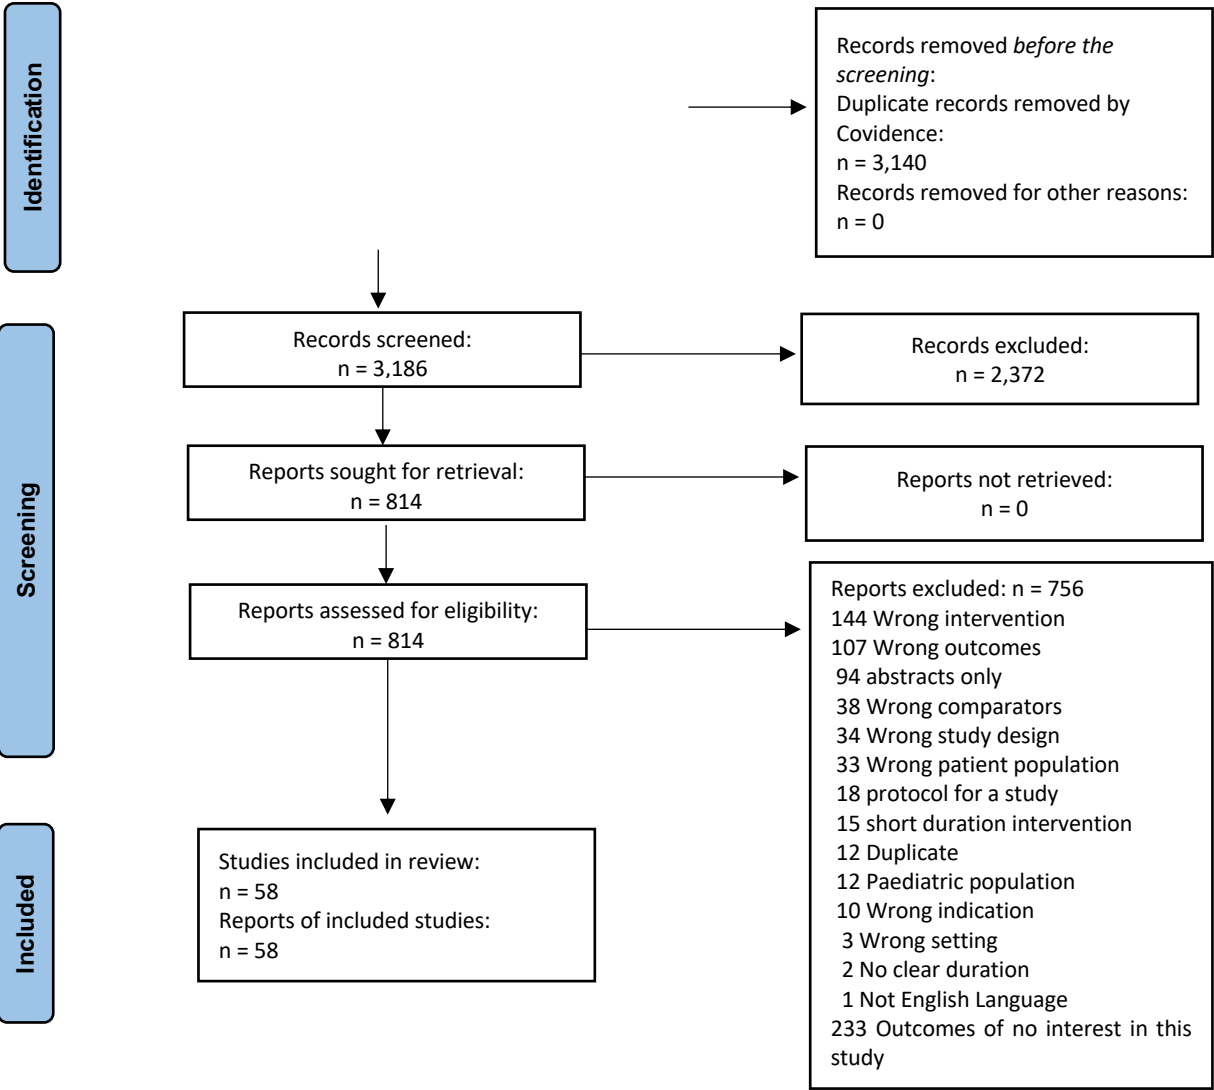 Identification
Records removed before the
screening:
Duplicate records removed by
Covidence:
n = 3,140
Records removed for other reasons:
n = 0
Screening
Records screened:
n = 3,186
Records excluded:
n = 2,372
Reports sought for retrieval:
n = 814
Reports not retrieved:
n = 0
Reports assessed for eligibility:
n = 814
Reports excluded: n = 756
144 Wrong intervention
107 Wrong outcomes
94 abstracts only
38 Wrong comparators
34 Wrong study design
33 Wrong patient population
18 protocol for a study
15 short duration intervention
12 Duplicate
12 Paediatric population
10 Wrong indication
3 Wrong setting
2 No clear duration
1 Not English Language
233 Outcomes of no interest in this
study
Included
Studies included in review:
n = 58
Reports of included studies:
n = 58